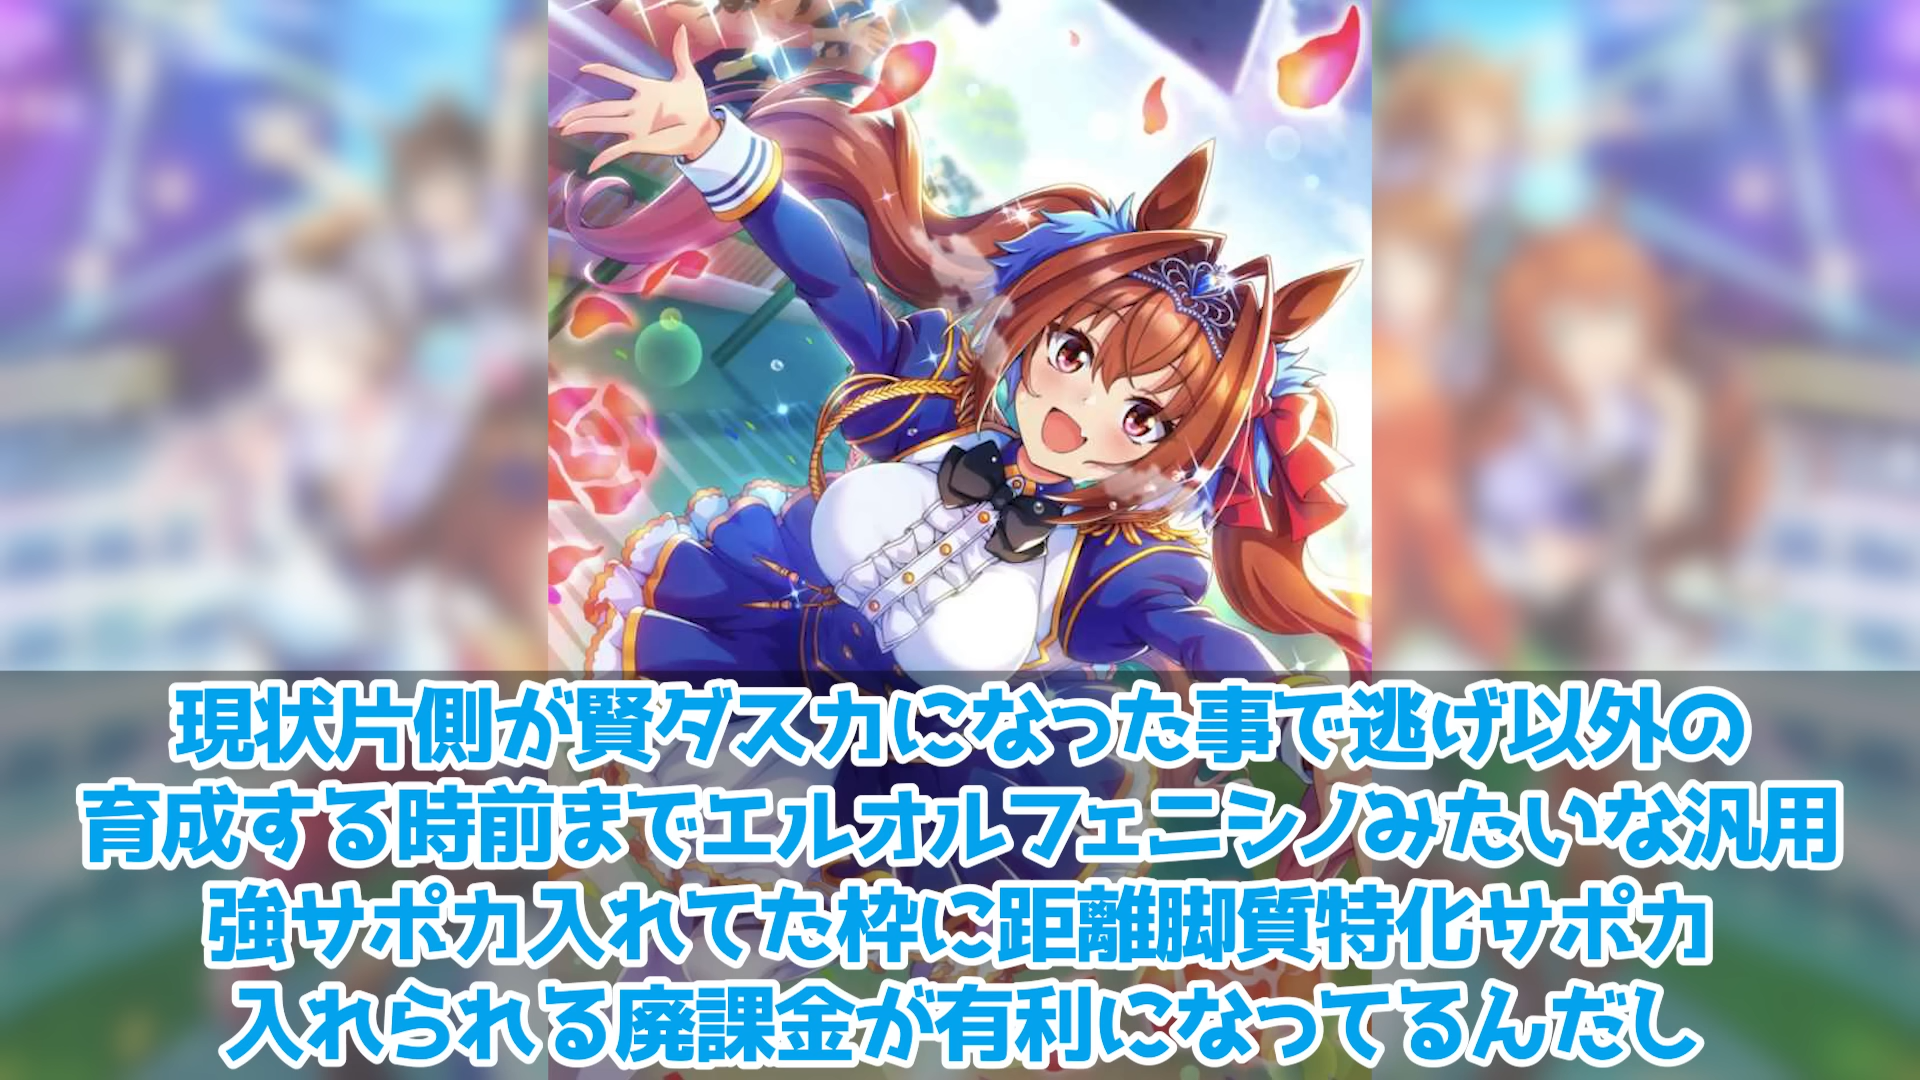 現状片側が賢ダスカになった事で逃げ以外の
育成する時前までエルオルフェニシノみたいな汎用
強サポカ入れてた枠に距離脚質特化サポカ
入れられる廃課金が有利になってるんだし